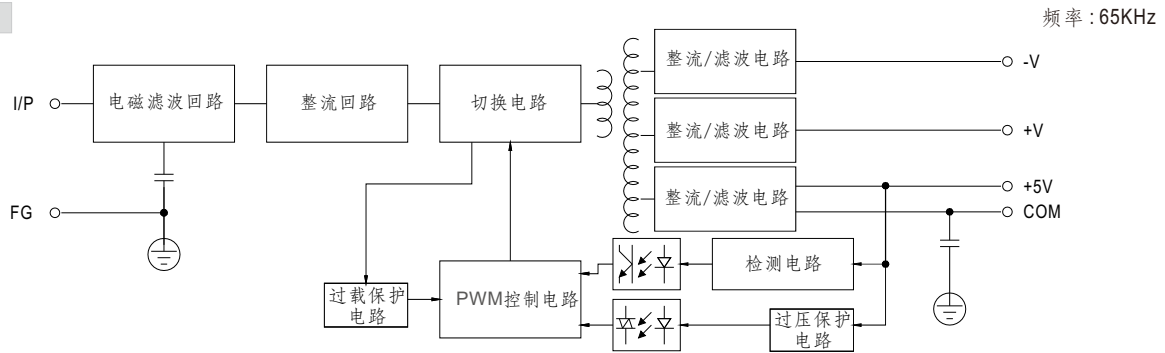 频率 : 65KHz
I/P
电磁滤波回路
整流回路
切换电路
整流/滤波电路
-V
整流/滤波电路
+V
整流/滤波电路
+5V
COM
FG
检测电路
过载保护
电路
PWM控制电路
过压保护
电路